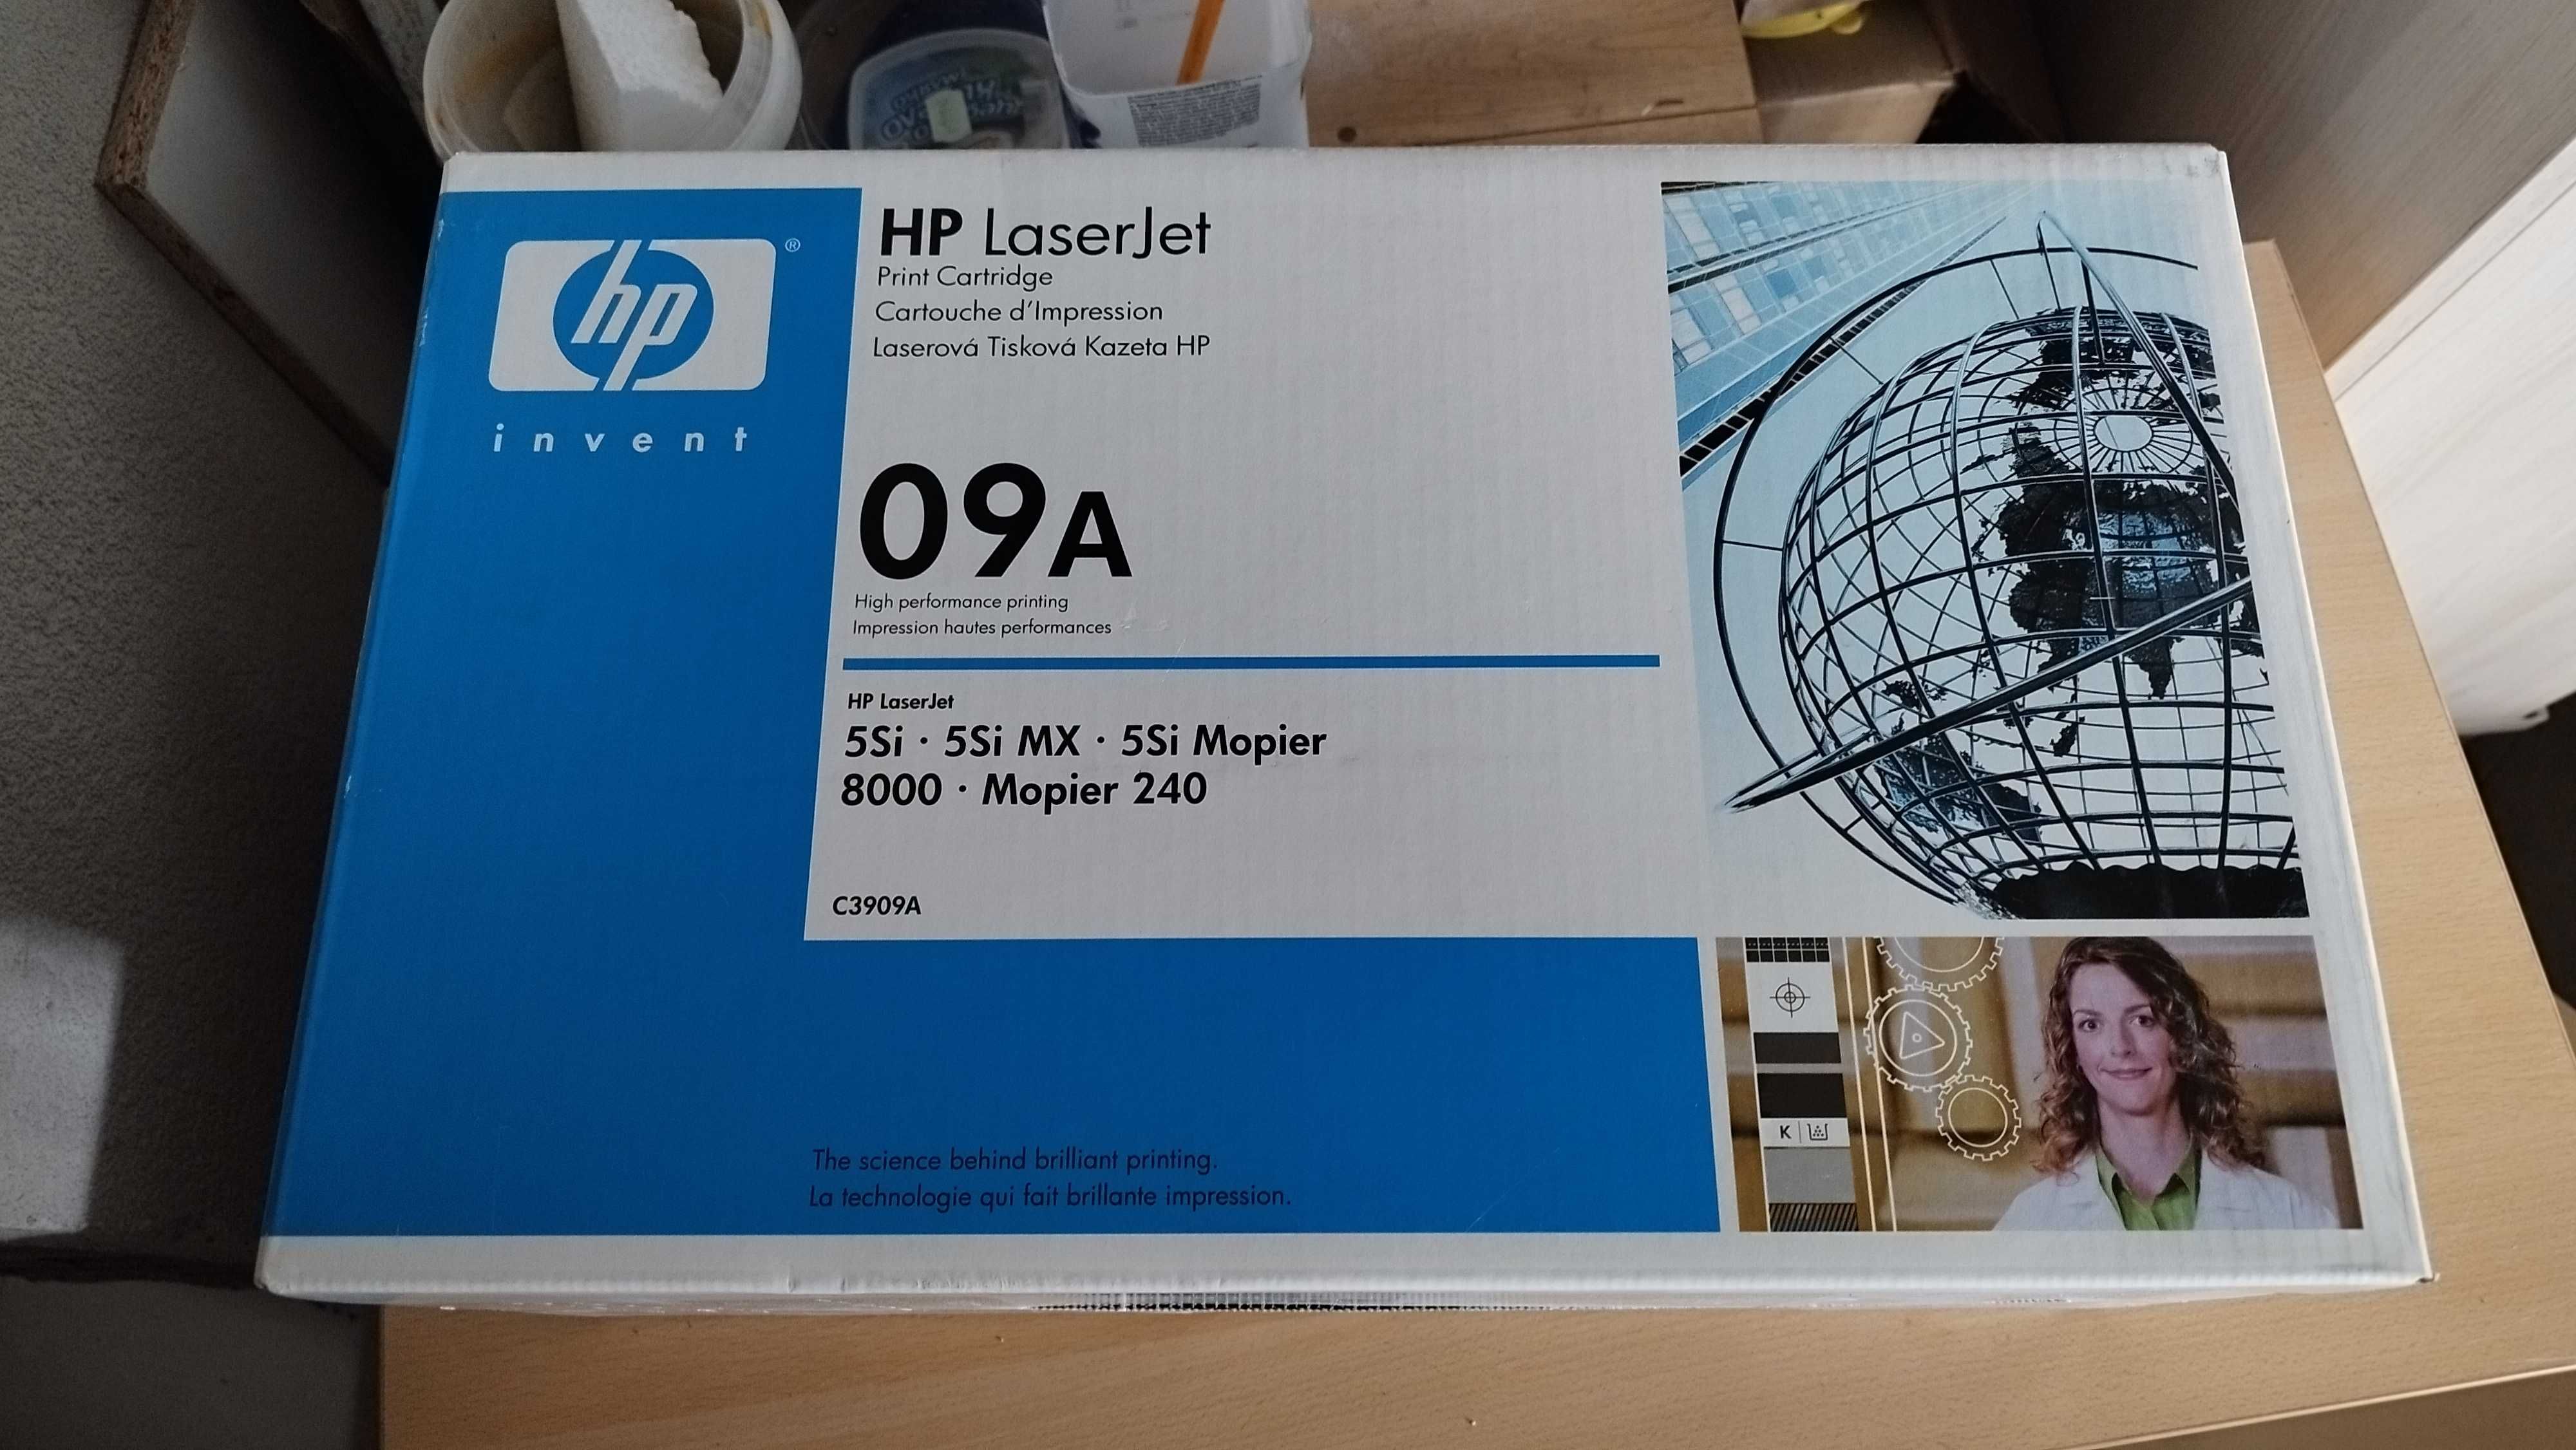 hp
®
invent
HP LaserJet
Print Cartridge
Cartouche d'Impression
Laserová Tisková Kazeta HP
09A
High performance printing
Impression hautes performances
HP LaserJet
5Si · 5Si MX · 5Si Mopier
8000 · Mopier 240
C3909A
K
The science behind brilliant printing.
La technologie qui fait brillante impression.